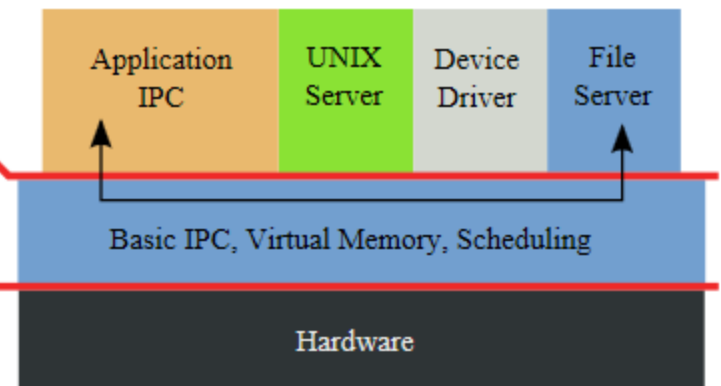 Application
IPC
UNIX
Server
Device
Driver
File
Server
Basic IPC, Virtual Memory, Scheduling
Hardware